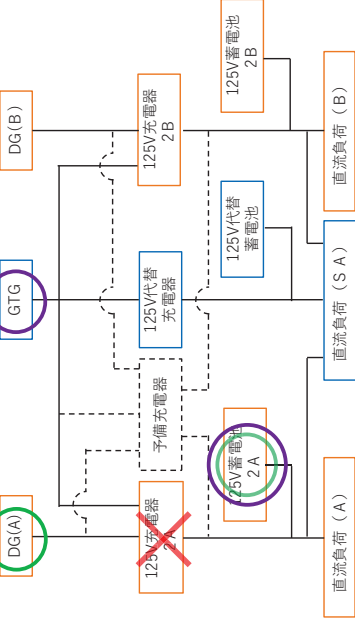 DG(A)
GTG
DG(B)
125V充電器
2A
予備充電器
125V代替
充電器
125V充電器
2B
125V蓄電池
2A
125V代替
蓄電池
125V蓄電池
2B
直流負荷(A)
直流負荷(SA)
直流負荷(B)